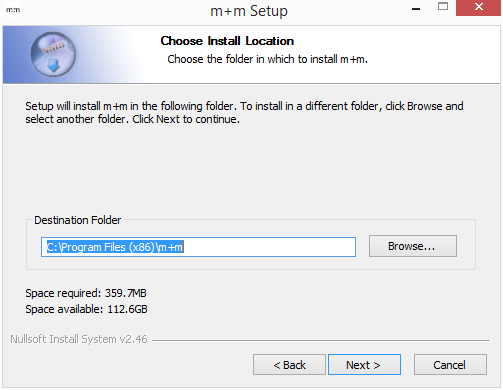 mm
m+m Setup
Choose Install Location
Choose the folder in which to install m+m.
Setup will install m+m in the following folder. To install in a different folder, click Browse and
select another folder. Click Next to continue.
Destination Folder
C:\Program Files (x86)\m+m
Browse...
Space required: 359.7MB
Space available: 112.6GB
Nullsoft Install System v2.46
< Back
Next >
Cancel